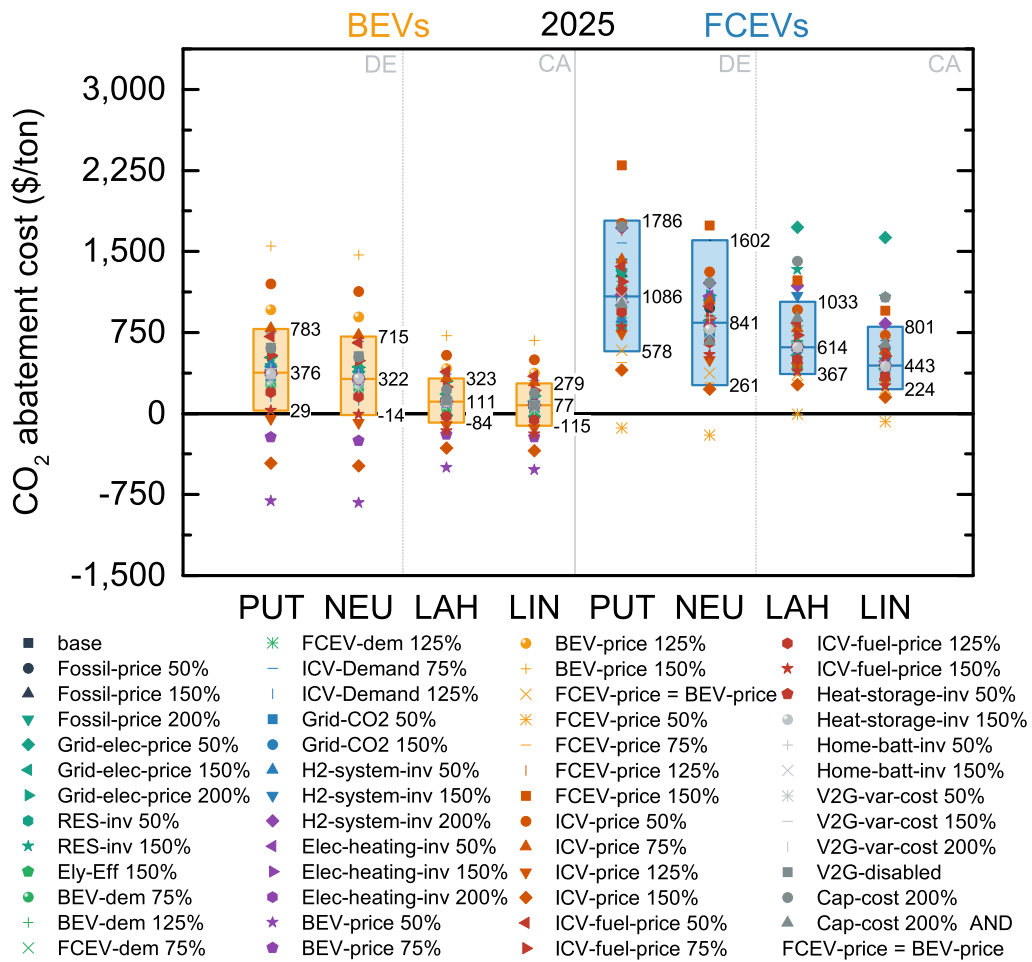 BEVs 2025 FCEVs
DE CA DE CA
CO2 abatement cost ($/ton)
3,000
2,250
1,500
750
0
-750
-1,500
783
376
29
715
322
-14
323
111
-84
279
77
-115
1786
1086
578
1602
841
261
1033
614
367
801
443
224
PUT NEU LAH LIN PUT NEU LAH LIN
base
Fossil-price 50%
Fossil-price 150%
Fossil-price 200%
Grid-elec-price 50%
Grid-elec-price 150%
Grid-elec-price 200%
RES-inv 50%
RES-inv 150%
Ely-Eff 150%
BEV-dem 75%
BEV-dem 125%
FCEV-dem 75%
FCEV-dem 125%
ICV-Demand 75%
ICV-Demand 125%
Grid-CO2 50%
Grid-CO2 150%
H2-system-inv 50%
H2-system-inv 150%
H2-system-inv 200%
Elec-heating-inv 50%
Elec-heating-inv 150%
Elec-heating-inv 200%
BEV-price 50%
BEV-price 75%
BEV-price 125%
BEV-price 150%
FCEV-price = BEV-price
FCEV-price 50%
FCEV-price 75%
FCEV-price 125%
FCEV-price 150%
ICV-price 50%
ICV-price 75%
ICV-price 125%
ICV-price 150%
ICV-fuel-price 50%
ICV-fuel-price 75%
ICV-fuel-price 125%
ICV-fuel-price 150%
Heat-storage-inv 50%
Heat-storage-inv 150%
Home-batt-inv 50%
Home-batt-inv 150%
V2G-var-cost 50%
V2G-var-cost 150%
V2G-var-cost 200%
V2G-disabled
Cap-cost 200%
Cap-cost 200% AND
FCEV-price = BEV-price